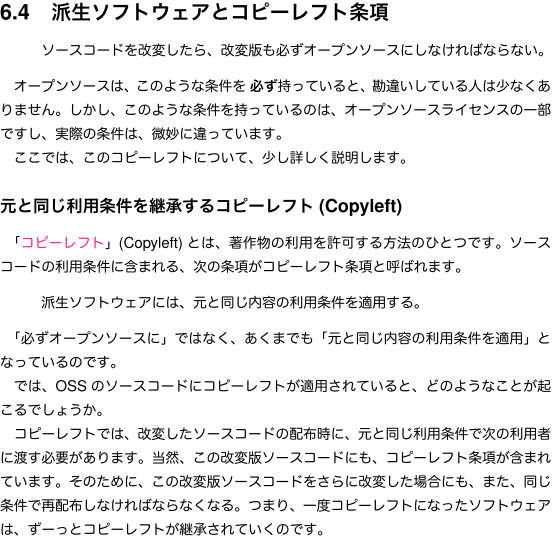 6.4　派生ソフトウェアとコピーレフト条項
ソースコードを改変したら、改変版も必ずオープンソースにしなければならない。
オープンソースは、このような条件を 必ず持っていると、勘違いしている人は少なくあ
りません。しかし、このような条件を持っているのは、オープンソースライセンスの一部
ですし、実際の条件は、微妙に違っています。
ここでは、このコピーレフトについて、少し詳しく説明します。
元と同じ利用条件を継承するコピーレフト (Copyleft)
「コピーレフト」(Copyleft) とは、著作物の利用を許可する方法のひとつです。ソース
コードの利用条件に含まれる、次の条項がコピーレフト条項と呼ばれます。
派生ソフトウェアには、元と同じ内容の利用条件を適用する。
「必ずオープンソースに」ではなく、あくまでも「元と同じ内容の利用条件を適用」と
なっているのです。
では、OSS のソースコードにコピーレフトが適用されていると、どのようなことが起
こるでしょうか。
コピーレフトでは、改変したソースコードの配布時に、元と同じ利用条件で次の利用者
に渡す必要があります。当然、この改変版ソースコードにも、コピーレフト条項が含まれ
ています。そのために、この改変版ソースコードをさらに改変した場合にも、また、同じ
条件で再配布しなければならなくなる。つまり、一度コピーレフトになったソフトウェア
は、ずーっとコピーレフトが継承されていくのです。